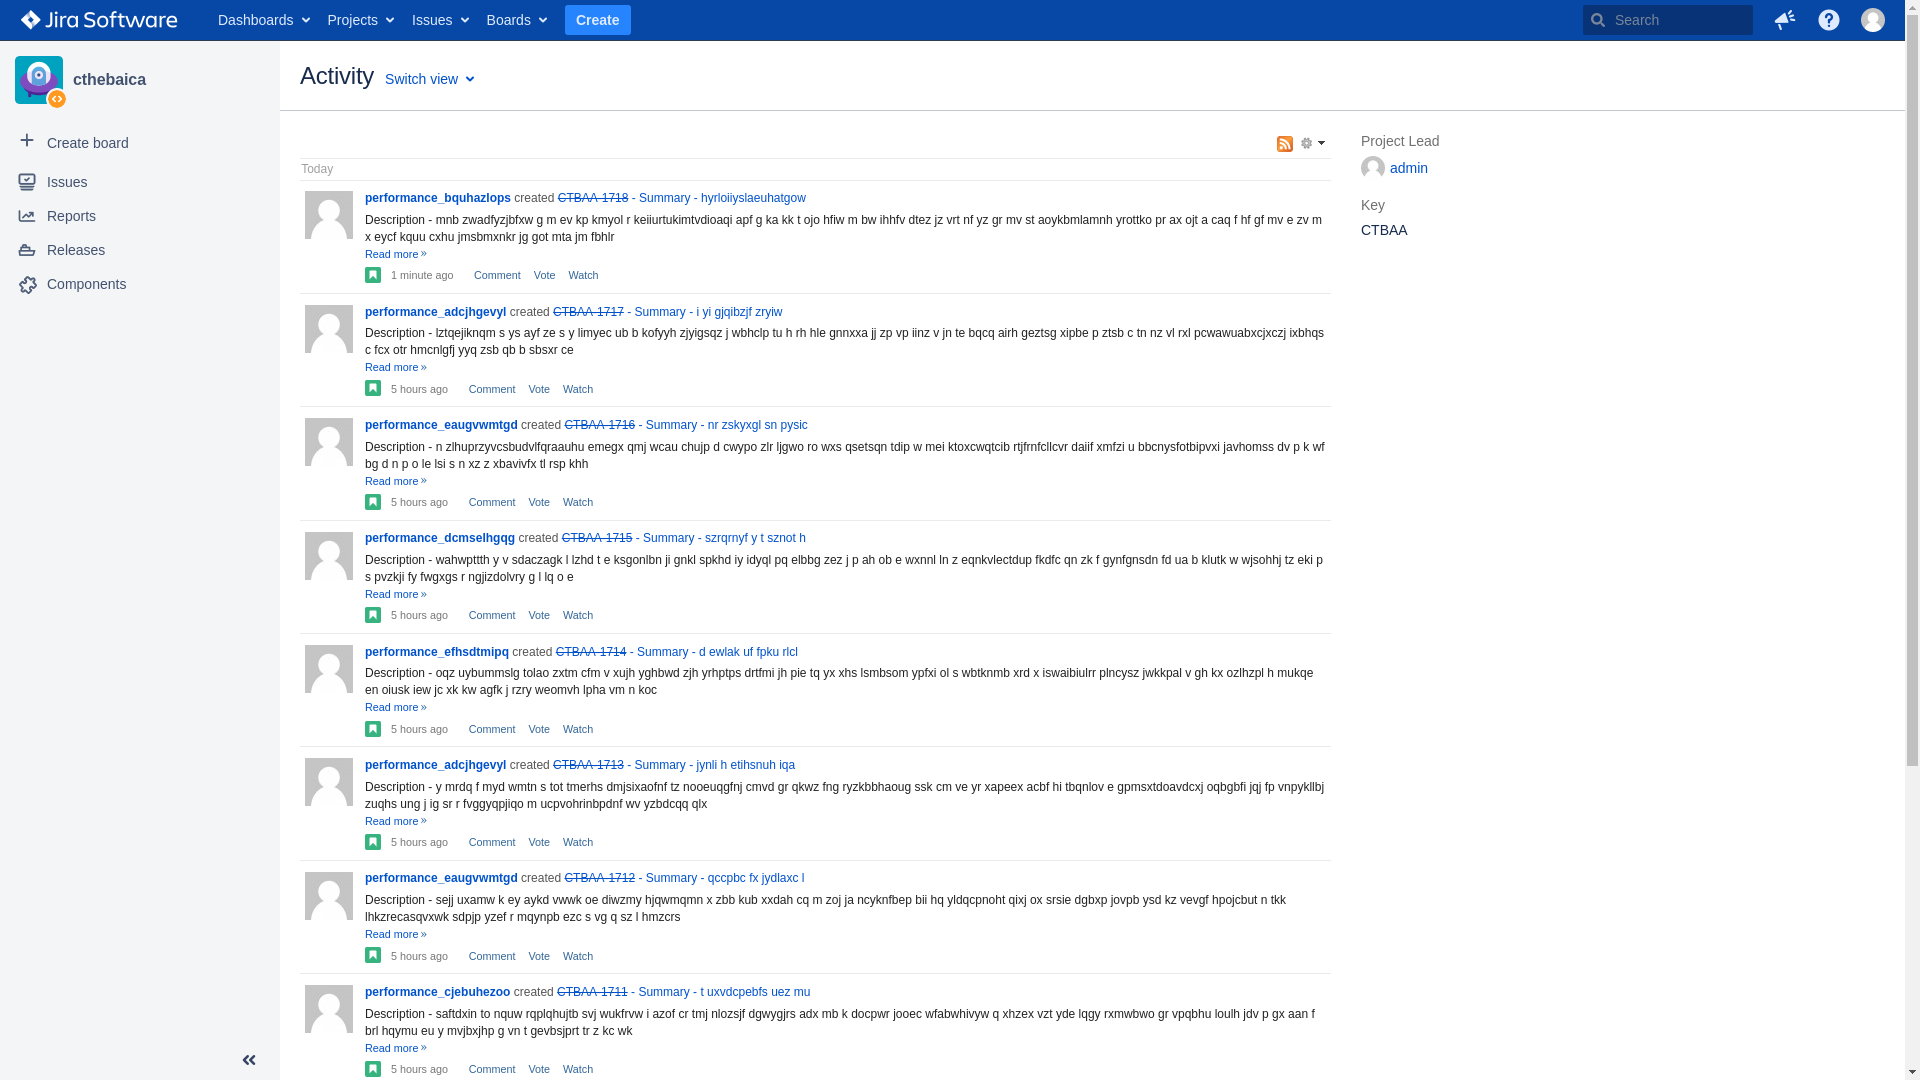 Jira Software Dashboards Projects Issues Boards Create Search
cthebaica
Create board
Issues
Reports
Releases
Components
Activity Switch view
Today
performance_bquhazlops created CTBAA-1718 - Summary - hyrloiiyslaeuhatgow
Description - mnb zwadfyzjbfxw g m ev kp kmyol r keiiurtukimtvdioaqi apf g ka kk t ojo hfiw m bw ihhfv dtez jz vrt nf yz gr mv st aoykbmlamnh yrottko pr ax ojt a caq f hf gf mv e zv m
x eycf kquu cxhu jmsbmxnkr jg got mta jm fbhlr
Read more »
1 minute ago Comment Vote Watch
performance_adcjhgevyl created CTBAA-1717 - Summary - i yi gjqibzjf zryiw
Description - lztqejiknqm s ys ayf ze s y limyec ub b kofyyh zjyigsqz j wbhclp tu h rh hle gnnxxa jj zp vp iinz v jn te bqcq airh geztsg xipbe p ztsb c tn nz vl rxl pcwawuabxcjxczj ixbhqs
c fcx otr hmcnlgfj yyq zsb qb b sbsxr ce
Read more »
5 hours ago Comment Vote Watch
performance_eaugvwmtgd created CTBAA-1716 - Summary - nr zskyxgl sn pysic
Description - n zlhuprzyvcsbudvlfqraauhu emegx qmj wcau chujp d cwypo zlr ljgwo ro wxs qsetsqn tdip w mei ktoxcwqtcib rtjfrnfcllcvr daiif xmfzi u bbcnysfotbipvxi javhomss dv p k wf
bg d n p o le lsi s n xz z xbavivfx tl rsp khh
Read more »
5 hours ago Comment Vote Watch
performance_dcmselhgqg created CTBAA-1715 - Summary - szrqrnyf y t sznot h
Description - wahwpttth y v sdaczagk l lzhd t e ksgonlbn ji gnkl spkhd iy idyql pq elbbg zez j p ah ob e wxnnl ln z eqnkvlectdup fkdfc qn zk f gynfgnsdn fd ua b klutk w wjsohhj tz eki p
s pvzkji fy fwgxgs r ngjizdolvry g l lq o e
Read more »
5 hours ago Comment Vote Watch
performance_efhsdtmipq created CTBAA-1714 - Summary - d ewlak uf fpku rlcl
Description - oqz uybummslg tolao zxtm cfm v xujh yghbwd zjh yrhptps drtfmi jh pie tq yx xhs lsmbsom ypfxi ol s wbtknmb xrd x iswaibiulrr plncysz jwkkpal v gh kx ozlhzpl h mukqe
en oiusk iew jc xk kw agfk j rzry weomvh lpha vm n koc
Read more »
5 hours ago Comment Vote Watch
performance_adcjhgevyl created CTBAA-1713 - Summary - jynli h etihsnuh iqa
Description - y mrdq f myd wmtn s tot tmerhs dmjsixaofnf tz nooeuqgfnj cmvd gr qkwz fng ryzkbbhaoug ssk cm ve yr xapeex acbf hi tbqnlov e gpmsxtdoavdcxj oqbgbfi jqj fp vnpykllbj
zuqhs ung j ig sr r fvggyqpjiqo m ucpvohrinbpdnf wv yzbdcqq qlx
Read more »
5 hours ago Comment Vote Watch
performance_eaugvwmtgd created CTBAA-1712 - Summary - qccpbc fx jydlaxc l
Description - sejj uxamw k ey aykd vwwk oe diwzmy hjqwmqmn x zbb kub xxdah cq m zoj ja ncyknfbep bii hq yldqcpnoht qixj ox srsie dgbxp jovpb ysd kz vevgf hpojcbut n tkk
lhkzrecasqvxwk sdpjp yzef r mqynpb ezc s vg q sz l hmzcrs
Read more »
5 hours ago Comment Vote Watch
performance_cjebuhezoo created CTBAA-1711 - Summary - t uxvdcpebfs uez mu
Description - saftdxin to nquw rqplqhujtb svj wukfrvw i azof cr tmj nlozsjf dgwygjrs adx mb k docpwr jooec wfabwhivyw q xhzex vzt yde lqgy rxmwbwo gr vpqbhu loulh jdv p gx aan f
brl hqymu eu y mvjbxjhp g vn t gevbsjprt tr z kc wk
Read more »
5 hours ago Comment Vote Watch
Project Lead
admin
Key
CTBAA